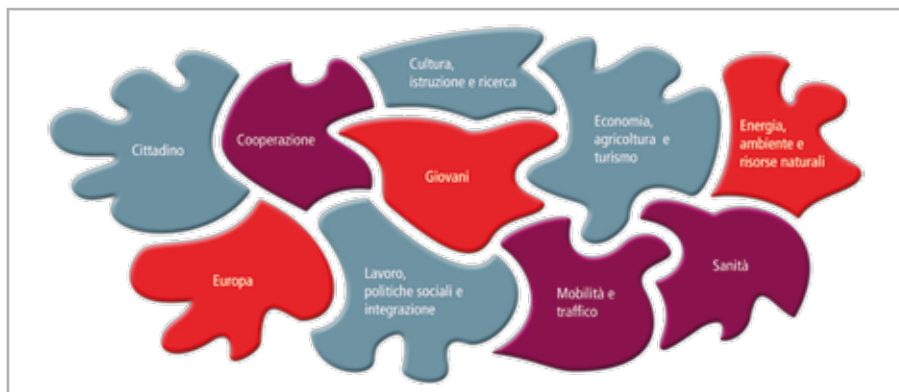 Cittadino
Cooperazione
Cultura,
istruzione e ricerca
Giovani
Economia,
agricoltura e
turismo
Energia,
ambiente e
risorse naturali
Europa
Lavoro,
politiche sociali e
integrazione
Mobilità e
traffico
Sanità